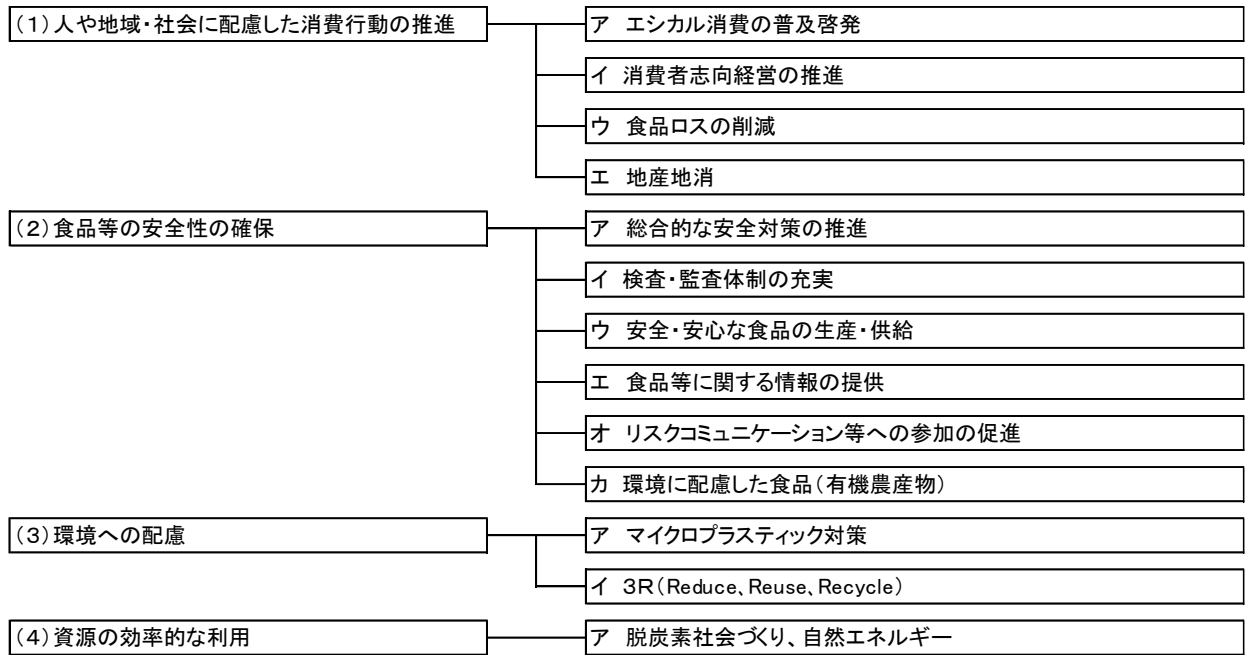 (1)人や地域・社会に配慮した消費行動の推進
ア エシカル消費の普及啓発
イ 消費者志向経営の推進
ウ 食品ロスの削減
エ 地産地消
(2)食品等の安全性の確保
ア 総合的な安全対策の推進
イ 検査・監査体制の充実
ウ 安全・安心な食品の生産・供給
エ 食品等に関する情報の提供
オ リスクコミュニケーション等への参加の促進
カ 環境に配慮した食品(有機農産物)
(3)環境への配慮
ア マイクロプラスティック対策
イ 3R(Reduce、Reuse、Recycle)
(4)資源の効率的な利用
ア 脱炭素社会づくり、自然エネルギー